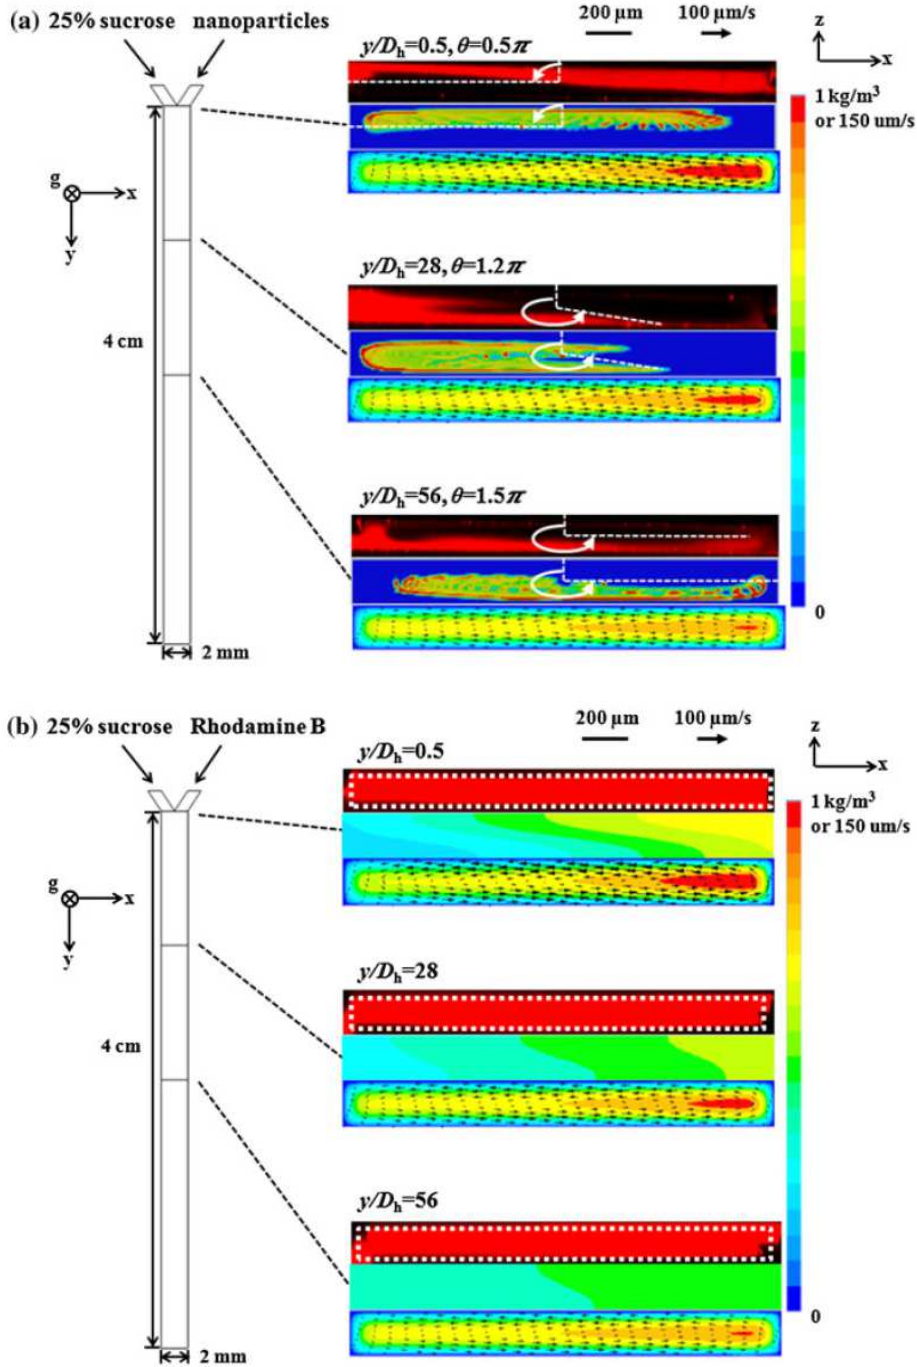 (a) 25% sucrose nanoparticles
200 µm 100 µm/s
z
x
y/Dh=0.5, θ=0.5π
1 kg/m³
or 150 um/s
g
x
y
y/Dh=28, θ=1.2π
4 cm
y/Dh=56, θ=1.5π
0
2 mm
(b) 25% sucrose Rhodamine B
200 µm 100 µm/s
z
x
y/Dh=0.5
1 kg/m³
or 150 um/s
g
x
y
y/Dh=28
4 cm
y/Dh=56
0
2 mm